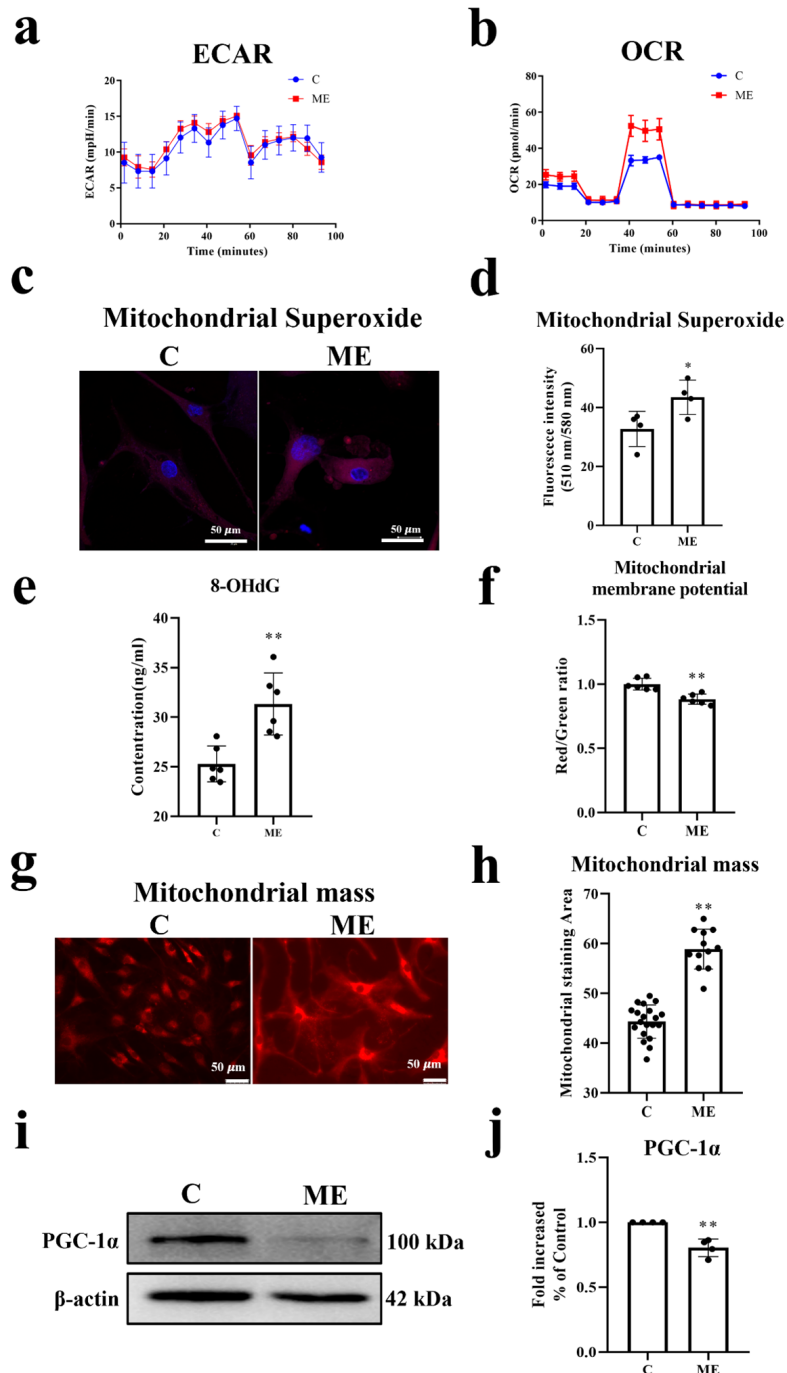 a
ECAR
C
ME
ECAR (mpH/min)
20
15
10
5
0
0 20 40 60 80 100
Time (minutes)
b
OCR
C
ME
OCR (pmol/min)
80
60
40
20
0
0 20 40 60 80 100
Time (minutes)
c
Mitochondrial Superoxide
C ME
50 μm
50 μm
d
Mitochondrial Superoxide
Fluorescece intensity
(510 nm/580 nm)
60
40
20
0
*
C ME
e
8-OHdG
Contentration(ng/ml)
40
35
30
25
20
**
C ME
f
Mitochondrial
membrane potential
Red/Green ratio
1.5
1.0
0.5
0.0
**
C ME
g
Mitochondrial mass
C ME
50 μm
50 μm
h
Mitochondrial mass
Mitochondrial staining Area
70
60
50
40
30
**
C ME
i
C ME
PGC-1α 100 kDa
β-actin 42 kDa
j
PGC-1α
Fold increased
% of Control
1.5
1.0
0.5
0.0
**
C ME